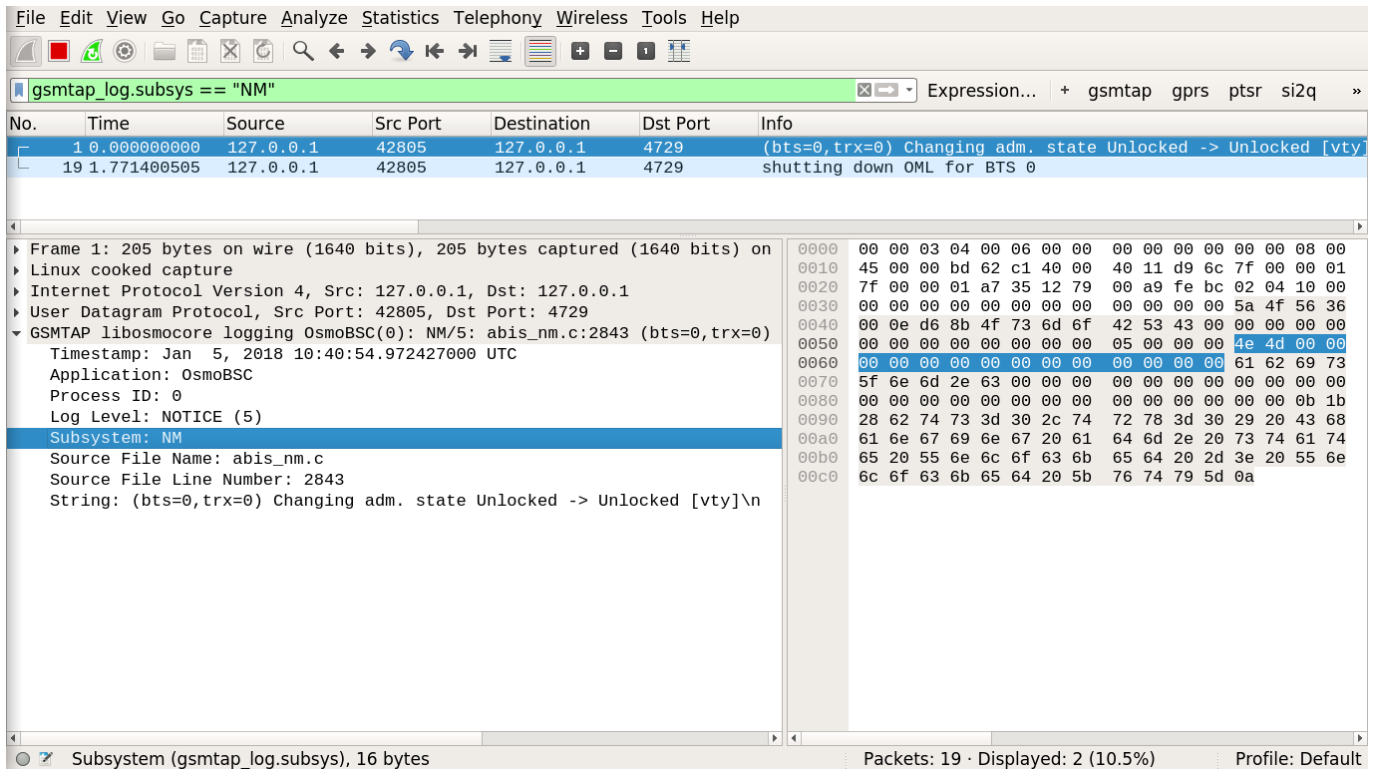 File Edit View Go Capture Analyze Statistics Telephony Wireless Tools Help
gsmtap_log.subsys == "NM" Expression… + gsmtap gprs ptsr si2q »
No. Time Source Src Port Destination Dst Port Info
1 0.000000000 127.0.0.1 42805 127.0.0.1 4729 (bts=0,trx=0) Changing adm. state Unlocked -> Unlocked [vty]
19 1.771400505 127.0.0.1 42805 127.0.0.1 4729 shutting down OML for BTS 0
Frame 1: 205 bytes on wire (1640 bits), 205 bytes captured (1640 bits) on
Linux cooked capture
Internet Protocol Version 4, Src: 127.0.0.1, Dst: 127.0.0.1
User Datagram Protocol, Src Port: 42805, Dst Port: 4729
GSMTAP libosmocore logging OsmoBSC(0): NM/5: abis_nm.c:2843 (bts=0,trx=0)
Timestamp: Jan 5, 2018 10:40:54.972427000 UTC
Application: OsmoBSC
Process ID: 0
Log Level: NOTICE (5)
Subsystem: NM
Source File Name: abis_nm.c
Source File Line Number: 2843
String: (bts=0,trx=0) Changing adm. state Unlocked -> Unlocked [vty]\n
0000 00 00 03 04 00 06 00 00 00 00 00 00 00 00 08 00
0010 45 00 00 bd 62 c1 40 00 40 11 d9 6c 7f 00 00 01
0020 7f 00 00 01 a7 35 12 79 00 a9 fe bc 02 04 10 00
0030 00 00 00 00 00 00 00 00 00 00 00 00 5a 4f 56 36
0040 00 0e d6 8b 4f 73 6d 6f 42 53 43 00 00 00 00 00
0050 00 00 00 00 00 00 00 00 05 00 00 00 4e 4d 00 00
0060 00 00 00 00 00 00 00 00 00 00 00 00 61 62 69 73
0070 5f 6e 6d 2e 63 00 00 00 00 00 00 00 00 00 00 00
0080 00 00 00 00 00 00 00 00 00 00 00 00 00 00 0b 1b
0090 28 62 74 73 3d 30 2c 74 72 78 3d 30 29 20 43 68
00a0 61 6e 67 69 6e 67 20 61 64 6d 2e 20 73 74 61 74
00b0 65 20 55 6e 6c 6f 63 6b 65 64 20 2d 3e 20 55 6e
00c0 6c 6f 63 6b 65 64 20 5b 76 74 79 5d 0a
Subsystem (gsmtap_log.subsys), 16 bytes Packets: 19 · Displayed: 2 (10.5%) Profile: Default